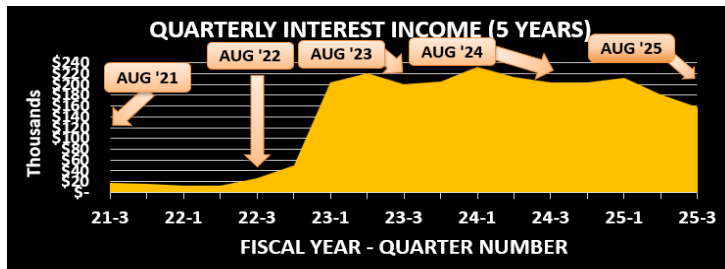 QUARTERLY INTEREST INCOME (5 YEARS)
AUG '21
AUG '22
AUG '23
AUG '24
AUG '25
Thousands
$240
$220
$200
$180
$160
$140
$120
$100
$80
$60
$40
$20
$-
21-3
22-1
22-3
23-1
23-3
24-1
24-3
25-1
25-3
FISCAL YEAR - QUARTER NUMBER